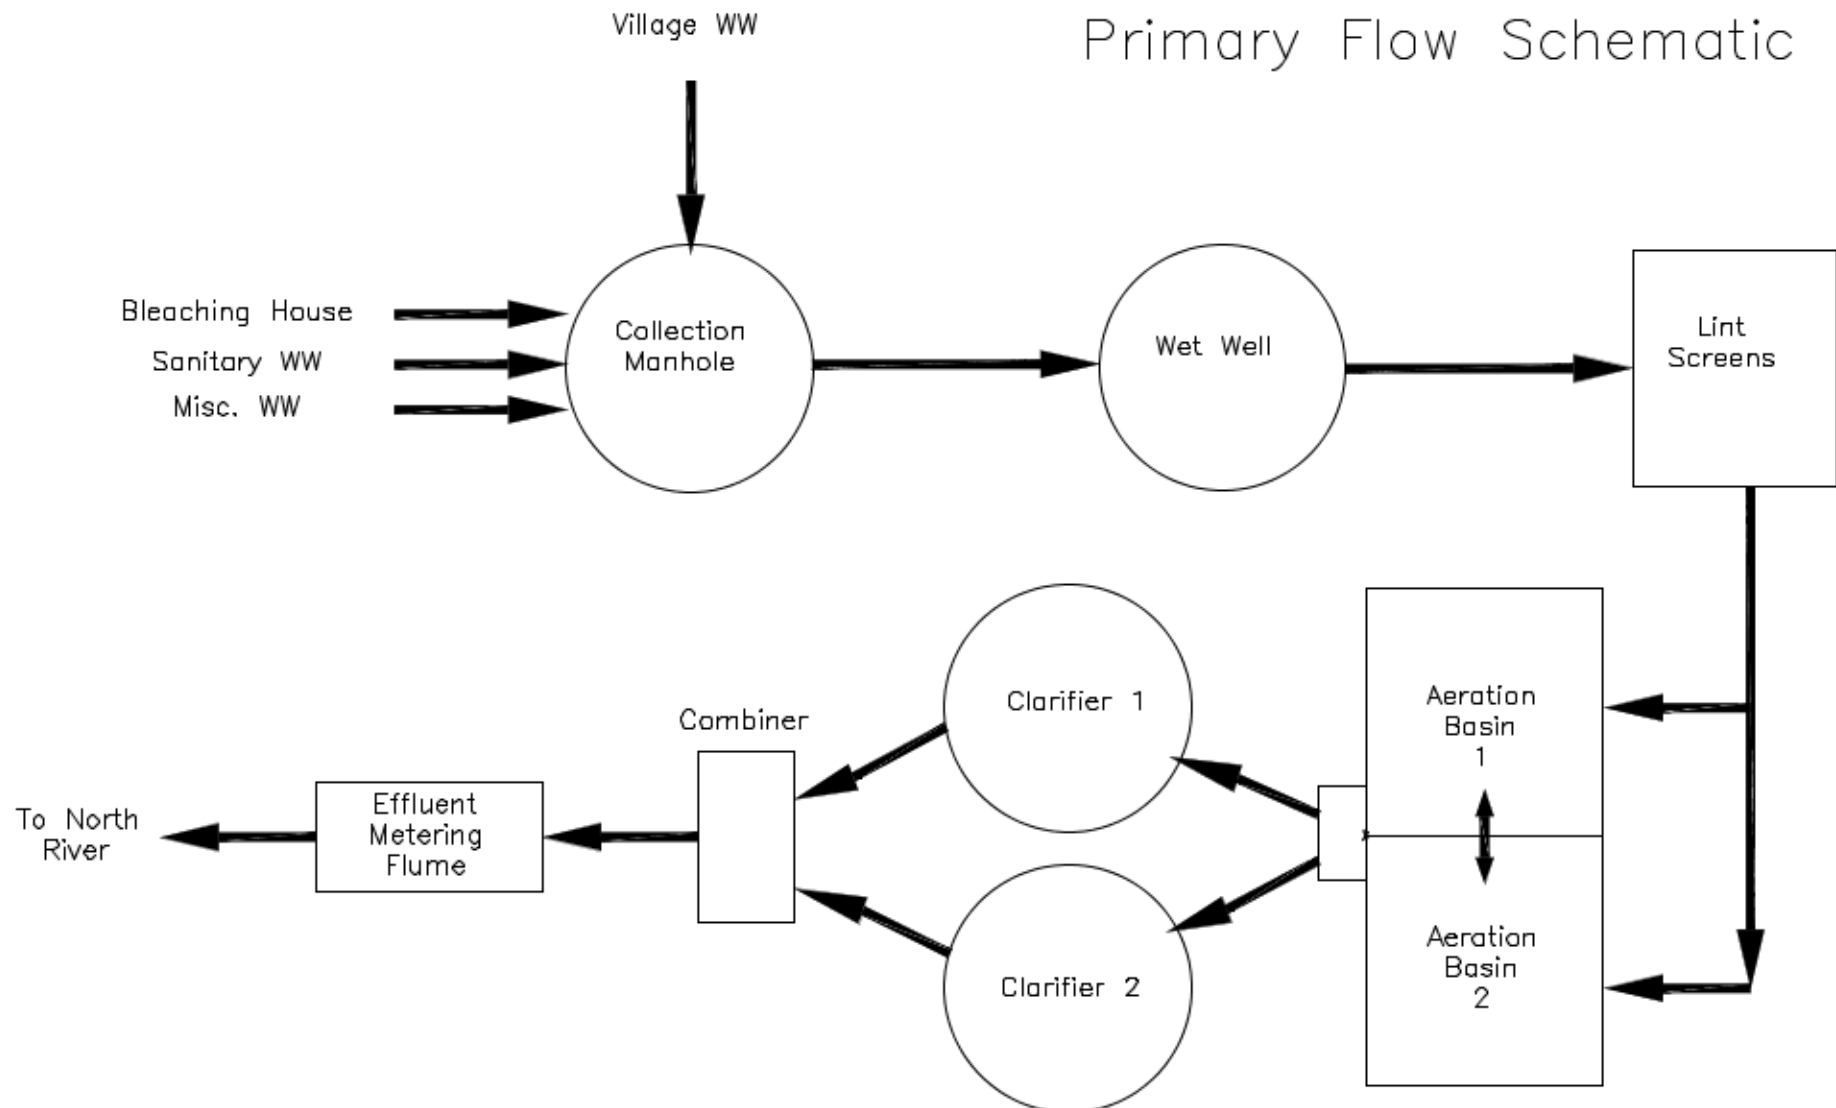 Village WW
Primary Flow Schematic
Bleaching House
Sanitary WW
Misc. WW
Collection
Manhole
Wet Well
Lint
Screens
Aeration
Basin
1
Aeration
Basin
2
Clarifier 1
Clarifier 2
Combiner
Effluent
Metering
Flume
To North
River